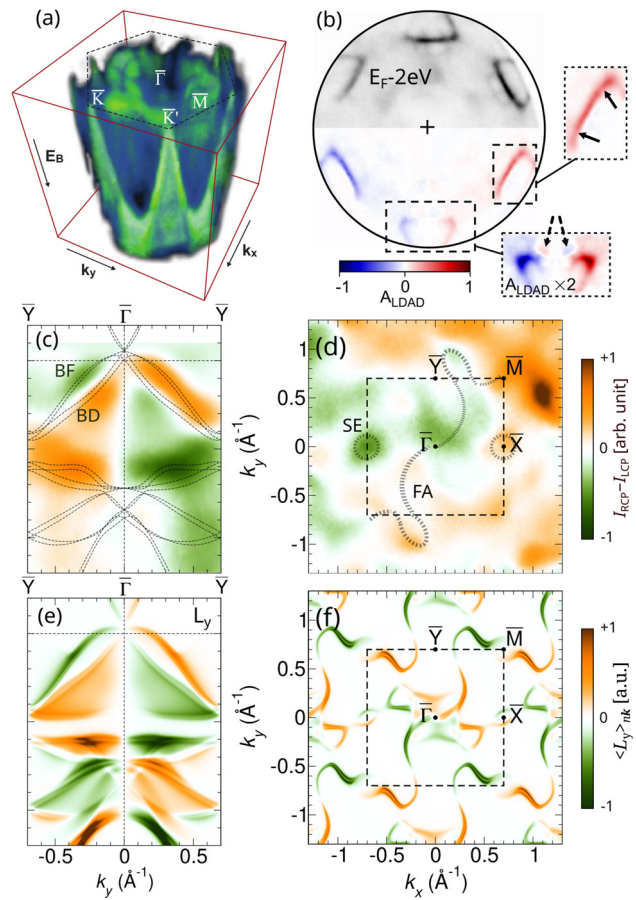 (a)
Γ̅
K̅
M̅
K̅'
E_B
k_y
k_x
(b)
E_F-2eV
-1 0 1
A_LDAD
A_LDAD ×2
Y̅ Γ̅ Y̅
(c)
BF
BD
(d)
Y̅ M̅
SE
Γ̅ X̅
FA
k_y (Å⁻¹)
1
0.5
0
-0.5
-1
+1
0
-1
I_RCP-I_LCP [arb. unit]
Y̅ Γ̅ Y̅
(e)
L_y
-0.5 0 0.5
k_y (Å⁻¹)
(f)
Y̅ M̅
Γ̅ X̅
k_y (Å⁻¹)
1
0.5
0
-0.5
-1
-1 -0.5 0 0.5 1
k_x (Å⁻¹)
+1
0
-1
<L_y>_nk [a.u.]